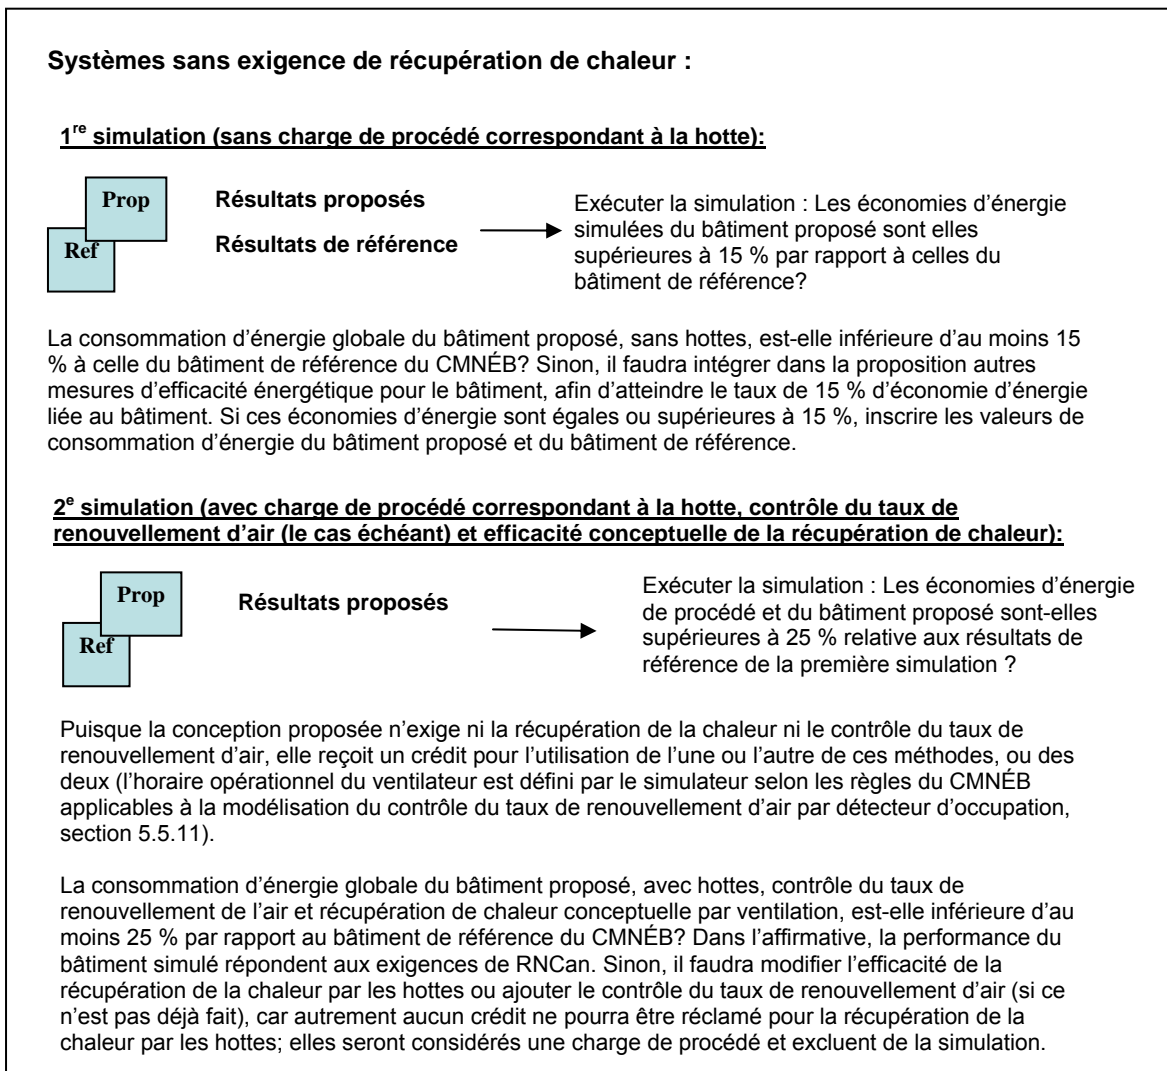 Systèmes sans exigence de récupération de chaleur :
1re simulation (sans charge de procédé correspondant à la hotte):
Prop
Ref
Résultats proposés
Résultats de référence
Exécuter la simulation : Les économies d'énergie
simulées du bâtiment proposé sont elles
supérieures à 15 % par rapport à celles du
bâtiment de référence?
La consommation d'énergie globale du bâtiment proposé, sans hottes, est-elle inférieure d'au moins 15
% à celle du bâtiment de référence du CMNÉB? Sinon, il faudra intégrer dans la proposition autres
mesures d'efficacité énergétique pour le bâtiment, afin d'atteindre le taux de 15 % d'économie d'énergie
liée au bâtiment. Si ces économies d'énergie sont égales ou supérieures à 15 %, inscrire les valeurs de
consommation d'énergie du bâtiment proposé et du bâtiment de référence.
2e simulation (avec charge de procédé correspondant à la hotte, contrôle du taux de
renouvellement d'air (le cas échéant) et efficacité conceptuelle de la récupération de chaleur):
Prop
Ref
Résultats proposés
Exécuter la simulation : Les économies d'énergie
de procédé et du bâtiment proposé sont-elles
supérieures à 25 % relative aux résultats de
référence de la première simulation ?
Puisque la conception proposée n'exige ni la récupération de la chaleur ni le contrôle du taux de
renouvellement d'air, elle reçoit un crédit pour l'utilisation de l'une ou l'autre de ces méthodes, ou des
deux (l'horaire opérationnel du ventilateur est défini par le simulateur selon les règles du CMNÉB
applicables à la modélisation du contrôle du taux de renouvellement d'air par détecteur d'occupation,
section 5.5.11).
La consommation d'énergie globale du bâtiment proposé, avec hottes, contrôle du taux de
renouvellement de l'air et récupération de chaleur conceptuelle par ventilation, est-elle inférieure d'au
moins 25 % par rapport au bâtiment de référence du CMNÉB? Dans l'affirmative, la performance du
bâtiment simulé répondent aux exigences de RNCan. Sinon, il faudra modifier l'efficacité de la
récupération de la chaleur par les hottes ou ajouter le contrôle du taux de renouvellement d'air (si ce
n'est pas déjà fait), car autrement aucun crédit ne pourra être réclamé pour la récupération de la
chaleur par les hottes; elles seront considérés une charge de procédé et excluent de la simulation.